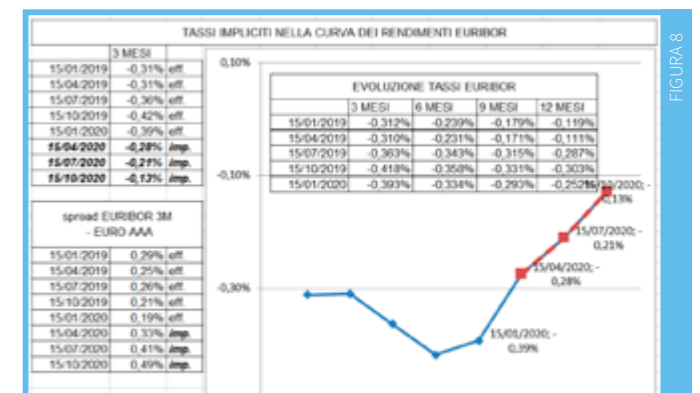 TASSI IMPLICITI NELLA CURVA DEI RENDIMENTI EURIBOR
FIGURA 8
3 MESI
15/01/2019 -0,31% eff.
15/04/2019 -0,31% eff.
15/07/2019 -0,36% eff.
15/10/2019 -0,42% eff.
15/01/2020 -0,39% eff.
15/04/2020 -0,28% imp.
15/07/2020 -0,21% imp.
15/10/2020 -0,13% imp.
spread EURIBOR 3M
- EURO AAA
15/01/2019 0,29% eff.
15/04/2019 0,25% eff.
15/07/2019 0,26% eff.
15/10/2019 0,21% eff.
15/01/2020 0,19% eff.
15/04/2020 0,33% imp.
15/07/2020 0,41% imp.
15/10/2020 0,49% imp.
0,10%
-0,10%
-0,30%
EVOLUZIONE TASSI EURIBOR
3 MESI 6 MESI 9 MESI 12 MESI
15/01/2019 -0,312% -0,239% -0,179% -0,119%
15/04/2019 -0,310% -0,231% -0,171% -0,111%
15/07/2019 -0,363% -0,343% -0,315% -0,287%
15/10/2019 -0,418% -0,358% -0,331% -0,303%
15/01/2020 -0,393% -0,334% -0,293% -0,252%
/2020; -
0,13%
15/07/2020; -
0,21%
15/04/2020; -
0,28%
15/01/2020; -
0,39%